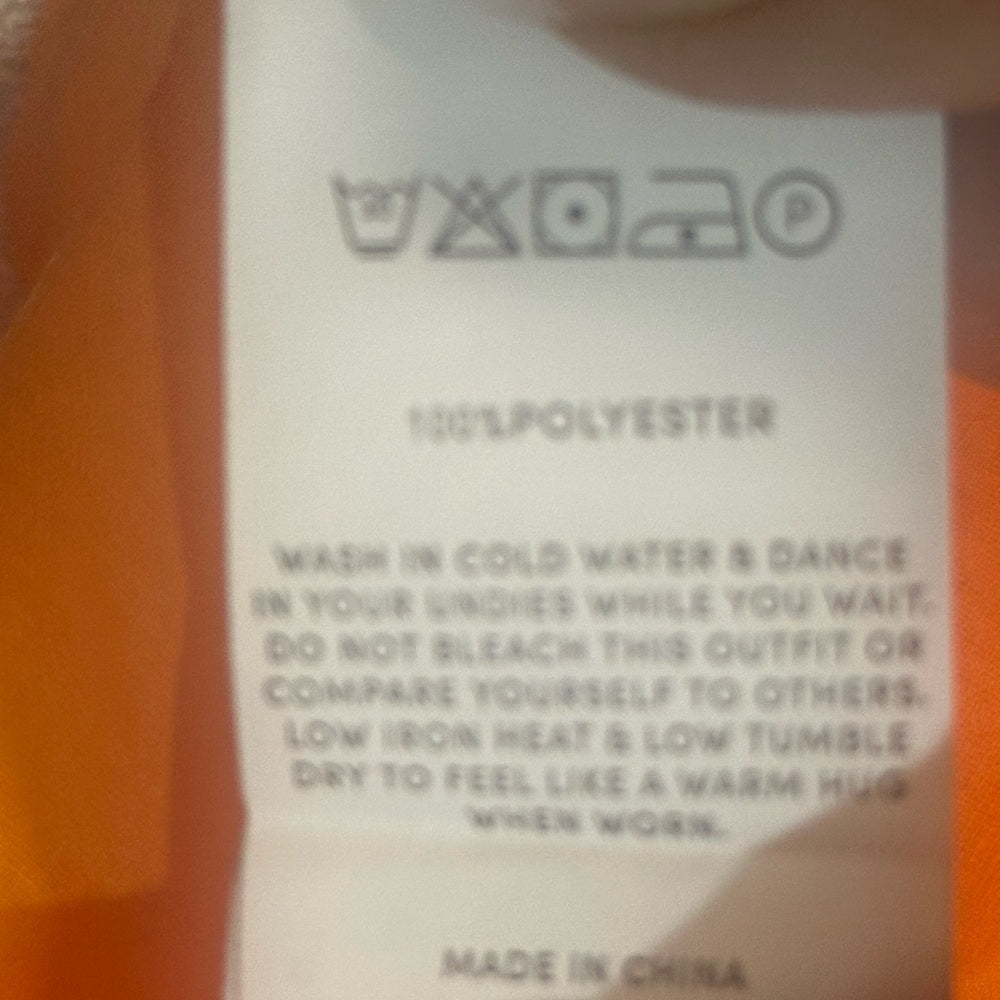 P
100%POLYESTER
WASH IN COLD WATER & DANCE
IN YOUR UNDIES WHILE YOU WAIT.
DO NOT BLEACH THIS OUTFIT OR
COMPARE YOURSELF TO OTHERS.
LOW IRON HEAT & LOW TUMBLE
DRY TO FEEL LIKE A WARM HUG
WHEN WORN.
MADE IN CHINA